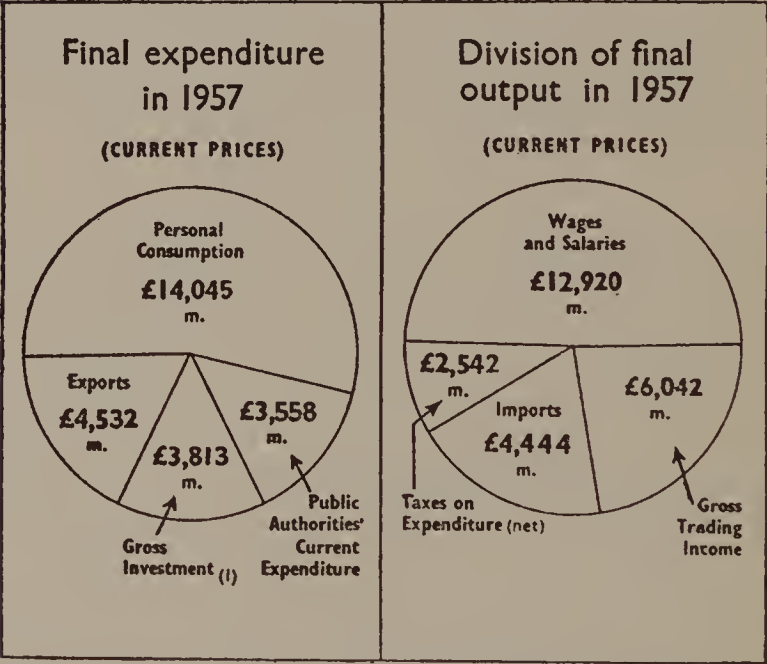 Final expenditure
in 1957
(CURRENT PRICES)
Personal
Consumption
£14,045
m.
Exports
£4,532
m.
£3,813
m.
£3,558
m.
Gross
Investment (1)
Public
Authorities'
Current
Expenditure
Division of final
output in 1957
(CURRENT PRICES)
Wages
and Salaries
£12,920
m.
£2,542
m.
Imports
£4,444
m.
£6,042
m.
Taxes on
Expenditure (net)
Gross
Trading
Income